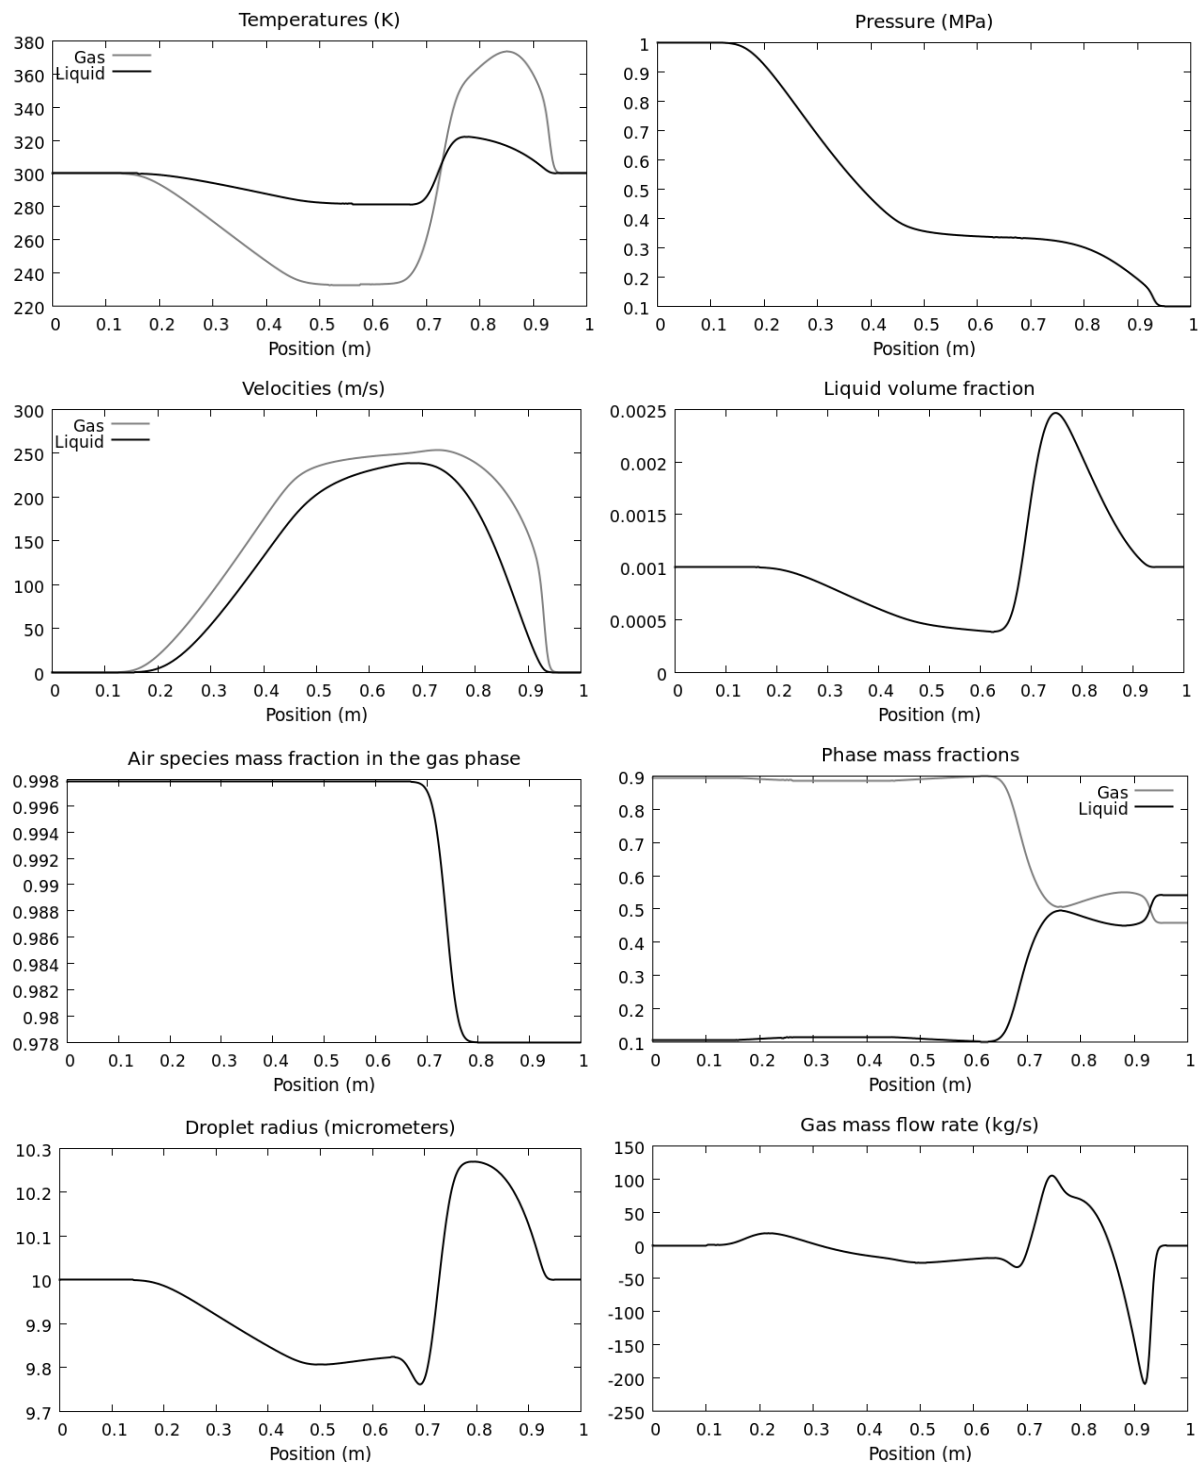 Temperatures (K)
380
360
340
320
300
280
260
240
220
Gas
Liquid
0 0.1 0.2 0.3 0.4 0.5 0.6 0.7 0.8 0.9 1
Position (m)
Pressure (MPa)
1
0.9
0.8
0.7
0.6
0.5
0.4
0.3
0.2
0.1
0 0.1 0.2 0.3 0.4 0.5 0.6 0.7 0.8 0.9 1
Position (m)
Velocities (m/s)
300
250
200
150
100
50
0
Gas
Liquid
0 0.1 0.2 0.3 0.4 0.5 0.6 0.7 0.8 0.9 1
Position (m)
Liquid volume fraction
0.0025
0.002
0.0015
0.001
0.0005
0
0 0.1 0.2 0.3 0.4 0.5 0.6 0.7 0.8 0.9 1
Position (m)
Air species mass fraction in the gas phase
0.998
0.996
0.994
0.992
0.99
0.988
0.986
0.984
0.982
0.98
0.978
0 0.1 0.2 0.3 0.4 0.5 0.6 0.7 0.8 0.9 1
Position (m)
Phase mass fractions
0.9
0.8
0.7
0.6
0.5
0.4
0.3
0.2
0.1
Gas
Liquid
0 0.1 0.2 0.3 0.4 0.5 0.6 0.7 0.8 0.9 1
Position (m)
Droplet radius (micrometers)
10.3
10.2
10.1
10
9.9
9.8
9.7
0 0.1 0.2 0.3 0.4 0.5 0.6 0.7 0.8 0.9 1
Position (m)
Gas mass flow rate (kg/s)
150
100
50
0
-50
-100
-150
-200
-250
0 0.1 0.2 0.3 0.4 0.5 0.6 0.7 0.8 0.9 1
Position (m)